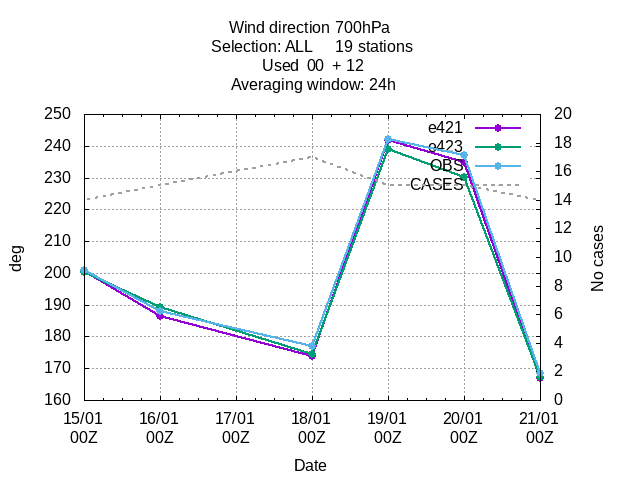 Wind direction 700hPa
Selection: ALL     19 stations
Used  00  + 12
Averaging window: 24h
250 20
240 18
230 16
220 14
210 12
200 10
190 8
180 6
170 4
160 2
0
deg
No cases
e421
e423
OBS
CASES
15/01 16/01 17/01 18/01 19/01 20/01 21/01
00Z 00Z 00Z 00Z 00Z 00Z 00Z
Date